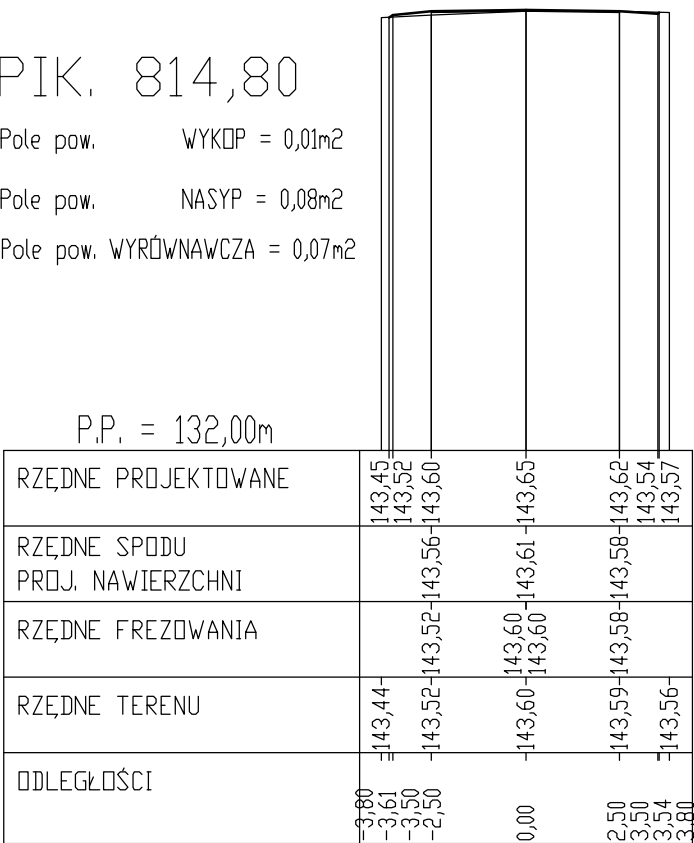 PIK. 814,80
Pole pow. WYKOP = 0,01m2
Pole pow. NASYP = 0,08m2
Pole pow. WYRÓWNAWCZA = 0,07m2
P.P. = 132,00m
RZĘDNE PROJEKTOWANE
143,45 143,52 143,60 143,65 143,62 143,54 143,57
RZĘDNE SPODU
PROJ. NAWIERZCHNI
143,56 143,61 143,58
RZĘDNE FREZOWANIA
143,52 143,60 143,60 143,58
RZĘDNE TERENU
143,44 143,52 143,60 143,59 143,56
ODLEGŁOŚCI
-3,80 -3,61 -3,50 -2,50 0,00 2,50 3,50 3,54 3,80